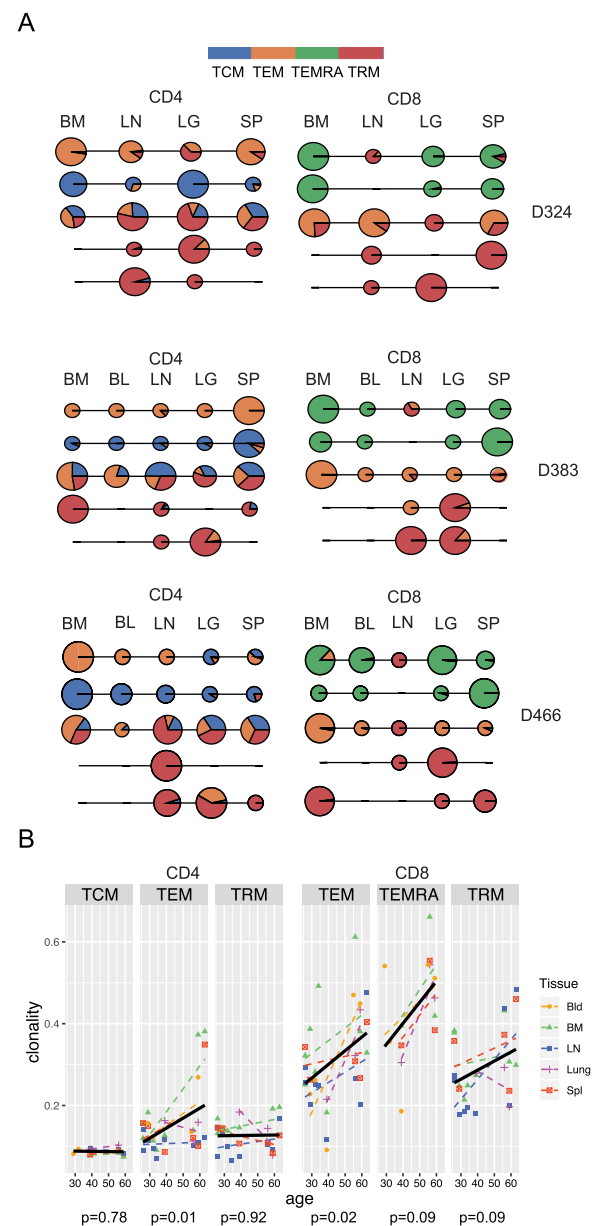 A
TCM TEM TEMRA TRM
CD4 CD8
BM LN LG SP BM LN LG SP
D324
CD4 CD8
BM BL LN LG SP BM BL LN LG SP
D383
CD4 CD8
BM BL LN LG SP BM BL LN LG SP
D466
B
CD4 CD8
TCM TEM TRM TEM TEMRA TRM
0.6
0.4
0.2
clonality
Tissue
Bld
BM
LN
Lung
Spl
30 40 50 60 30 40 50 60 30 40 50 60 30 40 50 60 30 40 50 60 30 40 50 60
age
p=0.78 p=0.01 p=0.92 p=0.02 p=0.09 p=0.09